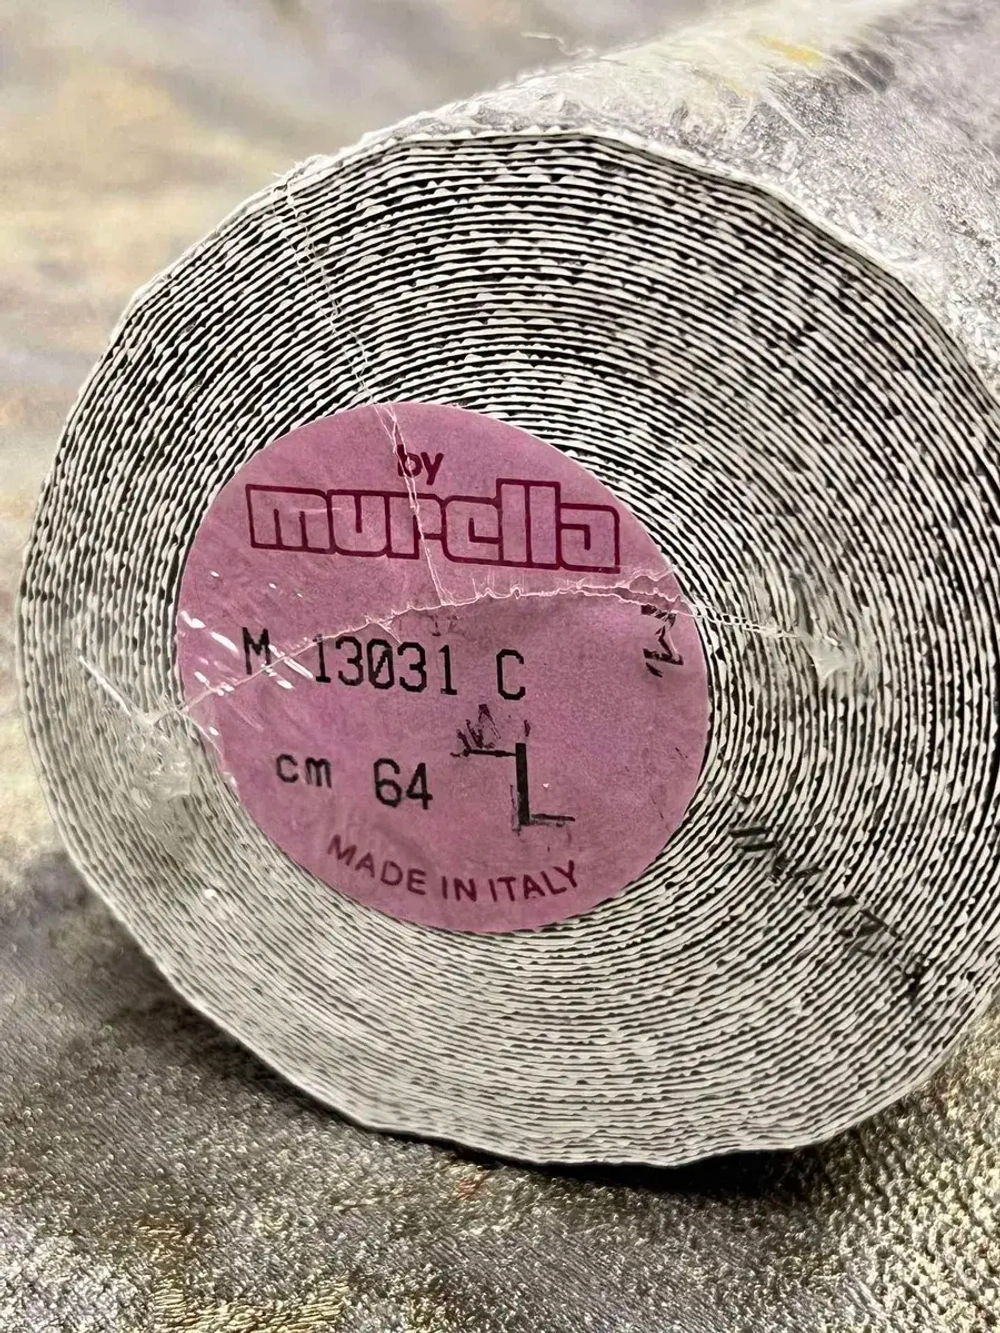 by
murella
M 13031 C
cm 64
MADE IN ITALY